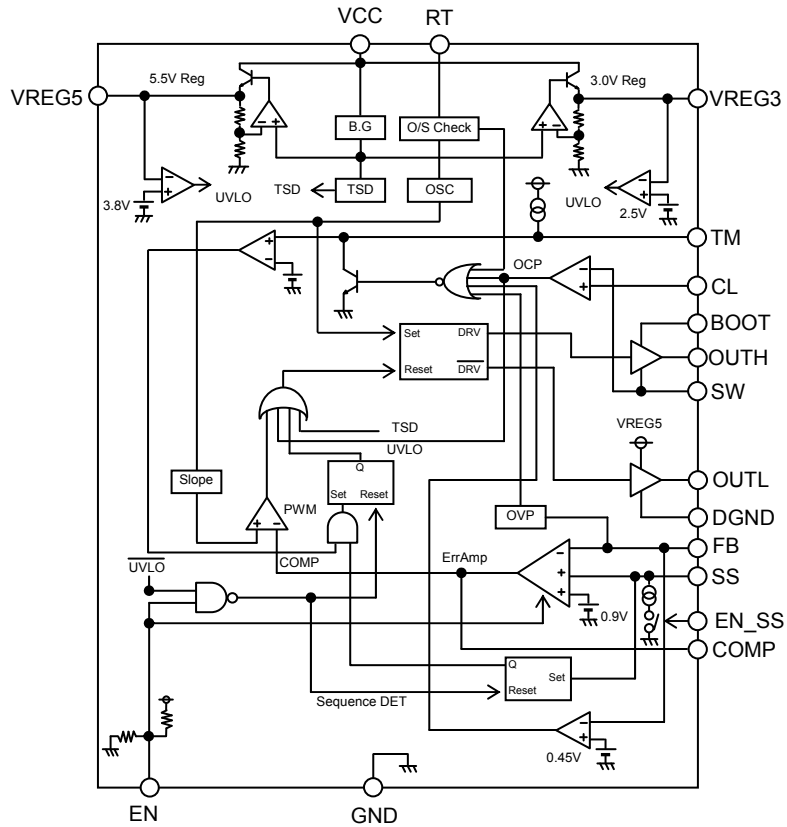 VCC RT
5.5V Reg
3.0V Reg
VREG5
VREG3
B.G
O/S Check
TSD
TSD
OSC
UVLO
UVLO
3.8V
2.5V
TM
OCP
CL
BOOT
Set
DRV
OUTH
Reset
DRV
SW
TSD
VREG5
UVLO
Q
Slope
Set
Reset
OUTL
PWM
OVP
DGND
ErrAmp
FB
UVLO
COMP
SS
0.9V
EN_SS
COMP
Q
Set
Reset
Sequence DET
0.45V
EN
GND